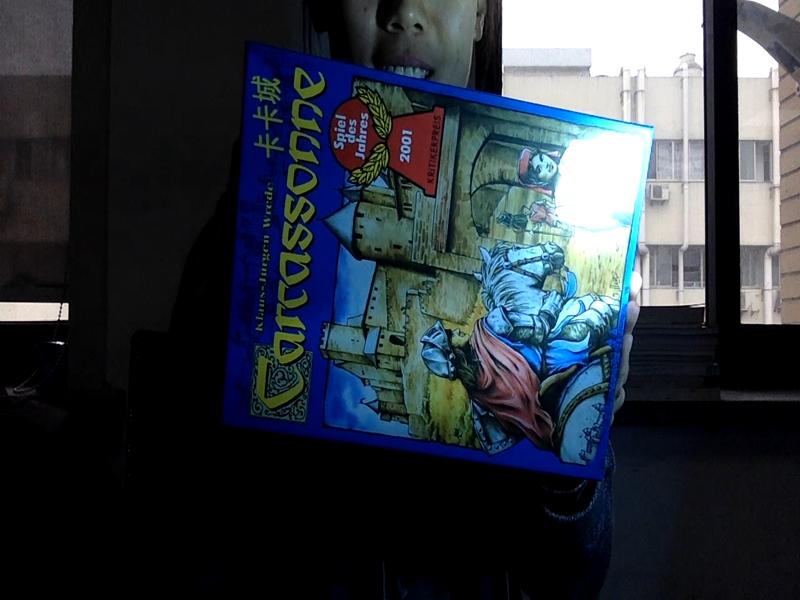 Klaus-Jürgen Wrede
Carcassonne
卡卡城
Spiel
des
Jahres
2001
KRITIKERPREIS